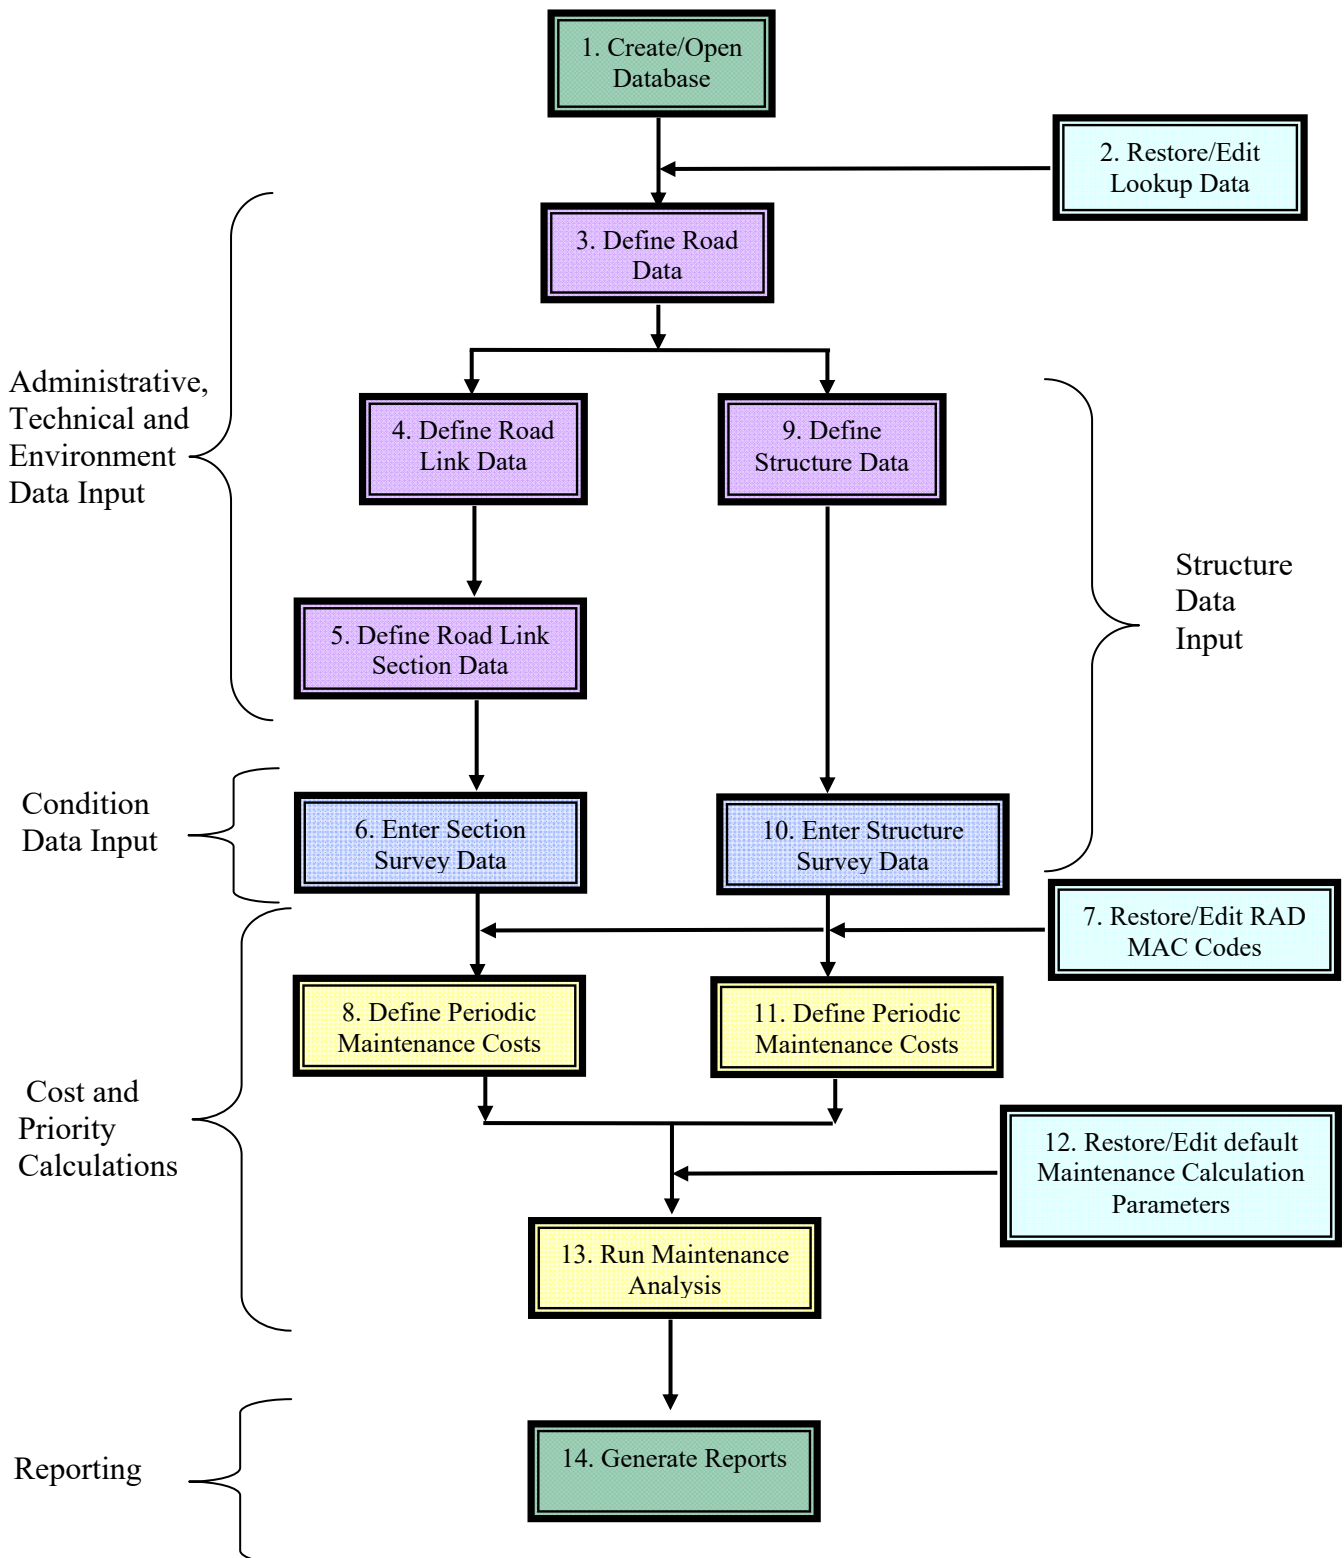 1. Create/Open
Database
2. Restore/Edit
Lookup Data
3. Define Road
Data
Administrative,
Technical and
Environment
Data Input
4. Define Road
Link Data
9. Define
Structure Data
Structure
Data
Input
5. Define Road Link
Section Data
Condition
Data Input
6. Enter Section
Survey Data
10. Enter Structure
Survey Data
7. Restore/Edit RAD
MAC Codes
8. Define Periodic
Maintenance Costs
11. Define Periodic
Maintenance Costs
Cost and
Priority
Calculations
12. Restore/Edit default
Maintenance Calculation
Parameters
13. Run Maintenance
Analysis
Reporting
14. Generate Reports